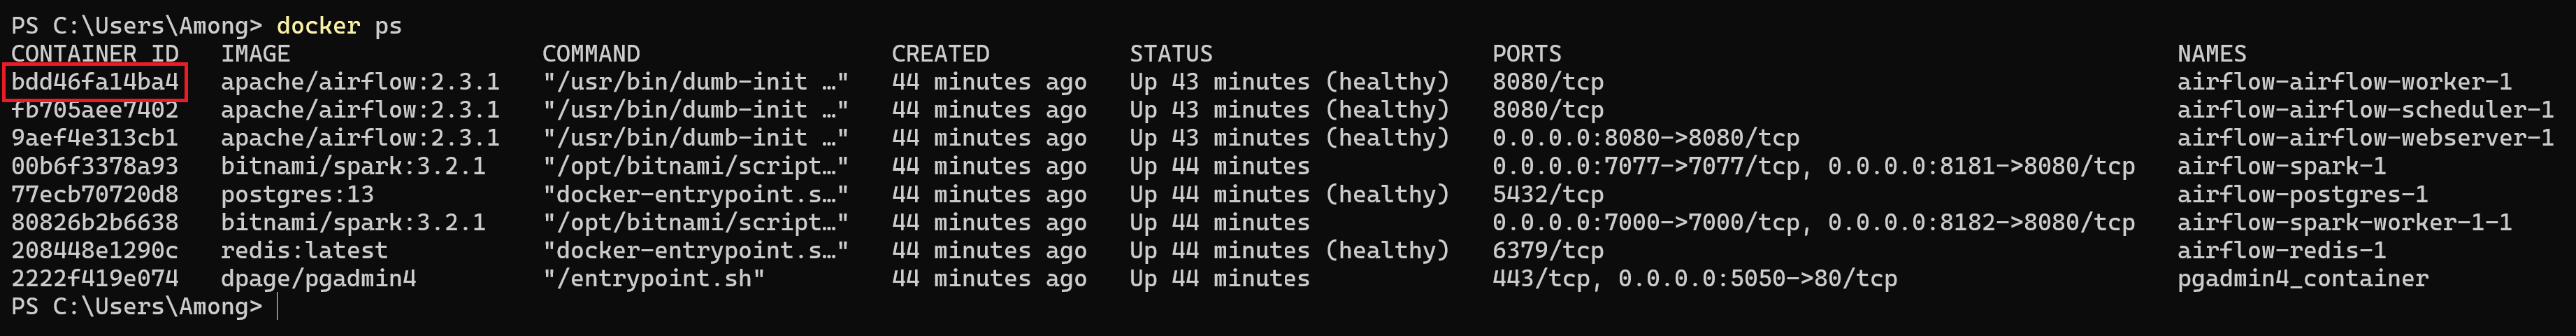 PS C:\Users\Among> docker ps
CONTAINER ID   IMAGE                  COMMAND                  CREATED          STATUS                    PORTS                                            NAMES
bdd46fa14ba4   apache/airflow:2.3.1   "/usr/bin/dumb-init …"   44 minutes ago   Up 43 minutes (healthy)   8080/tcp                                         airflow-airflow-worker-1
fb705aee7402   apache/airflow:2.3.1   "/usr/bin/dumb-init …"   44 minutes ago   Up 43 minutes (healthy)   8080/tcp                                         airflow-airflow-scheduler-1
9aef4e313cb1   apache/airflow:2.3.1   "/usr/bin/dumb-init …"   44 minutes ago   Up 43 minutes (healthy)   0.0.0.0:8080->8080/tcp                           airflow-airflow-webserver-1
00b6f3378a93   bitnami/spark:3.2.1    "/opt/bitnami/script…"   44 minutes ago   Up 44 minutes             0.0.0.0:7077->7077/tcp, 0.0.0.0:8181->8080/tcp   airflow-spark-1
77ecb70720d8   postgres:13            "docker-entrypoint.s…"   44 minutes ago   Up 44 minutes (healthy)   5432/tcp                                         airflow-postgres-1
80826b2b6638   bitnami/spark:3.2.1    "/opt/bitnami/script…"   44 minutes ago   Up 44 minutes             0.0.0.0:7000->7000/tcp, 0.0.0.0:8182->8080/tcp   airflow-spark-worker-1-1
208448e1290c   redis:latest           "docker-entrypoint.s…"   44 minutes ago   Up 44 minutes (healthy)   6379/tcp                                         airflow-redis-1
2222f419e074   dpage/pgadmin4         "/entrypoint.sh"         44 minutes ago   Up 44 minutes             443/tcp, 0.0.0.0:5050->80/tcp                    pgadmin4_container
PS C:\Users\Among>